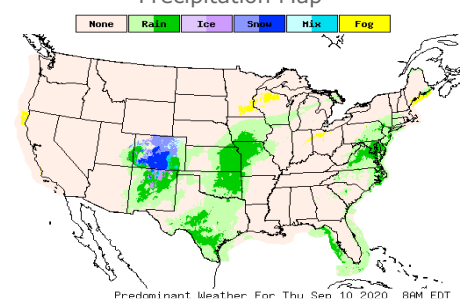 Precipitation Map
None Rain Ice Snow Mix Fog
Predominant Weather For Thu Sep 10 2020 8AM EDT